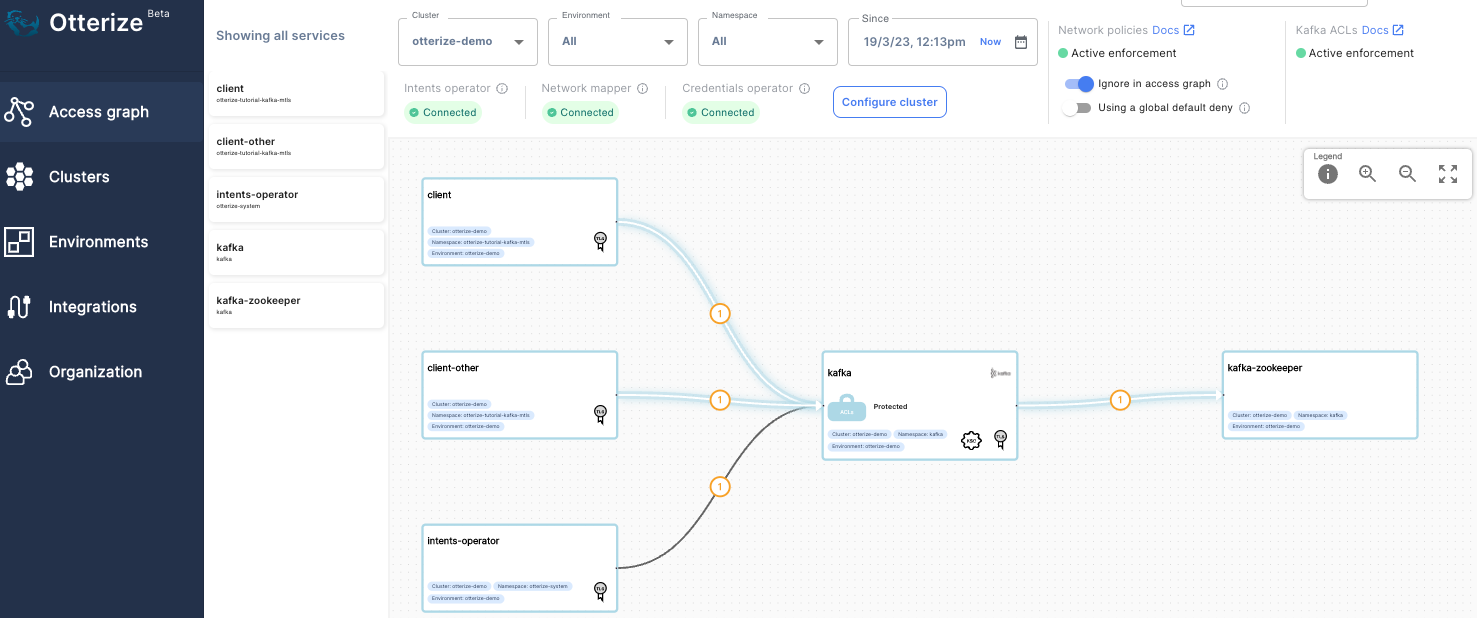 Otterize Beta
Access graph
Clusters
Environments
Integrations
Organization
Showing all services
client
otterize-tutorial-kafka-mtls
client-other
otterize-tutorial-kafka-mtls
intents-operator
otterize-system
kafka
kafka
kafka-zookeeper
kafka
Cluster
otterize-demo
Environment
All
Namespace
All
Since
19/3/23, 12:13pm Now
Intents operator
Connected
Network mapper
Connected
Credentials operator
Connected
Configure cluster
Network policies Docs
Active enforcement
Ignore in access graph
Using a global default deny
Kafka ACLs Docs
Active enforcement
Legend
client
Cluster: otterize-demo
Namespace: otterize-tutorial-kafka-mtls
Environment: otterize-demo
TLS
1
client-other
Cluster: otterize-demo
Namespace: otterize-tutorial-kafka-mtls
Environment: otterize-demo
TLS
1
intents-operator
Cluster: otterize-demo Namespace: otterize-system
Environment: otterize-demo
TLS
1
kafka
kafka
ACLs
Protected
Cluster: otterize-demo Namespace: kafka
Environment: otterize-demo
KSC
TLS
1
kafka-zookeeper
Cluster: otterize-demo Namespace: kafka
Environment: otterize-demo